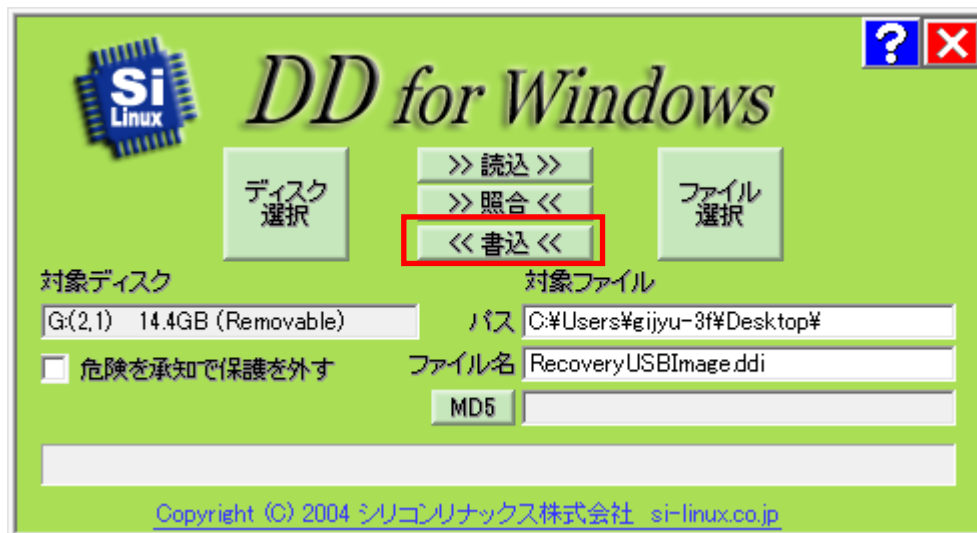 Si
Linux
DD for Windows
?
ディスク
選択
>> 読込 >>
>> 照合 <<
<< 書込 <<
ファイル
選択
対象ディスク
対象ファイル
G:(2,1) 14.4GB (Removable)
パス C:¥Users¥gijyu-3f¥Desktop¥
危険を承知で保護を外す
ファイル名 RecoveryUSBImage.ddi
MD5
Copyright (C) 2004 シリコンリナックス株式会社 si-linux.co.jp